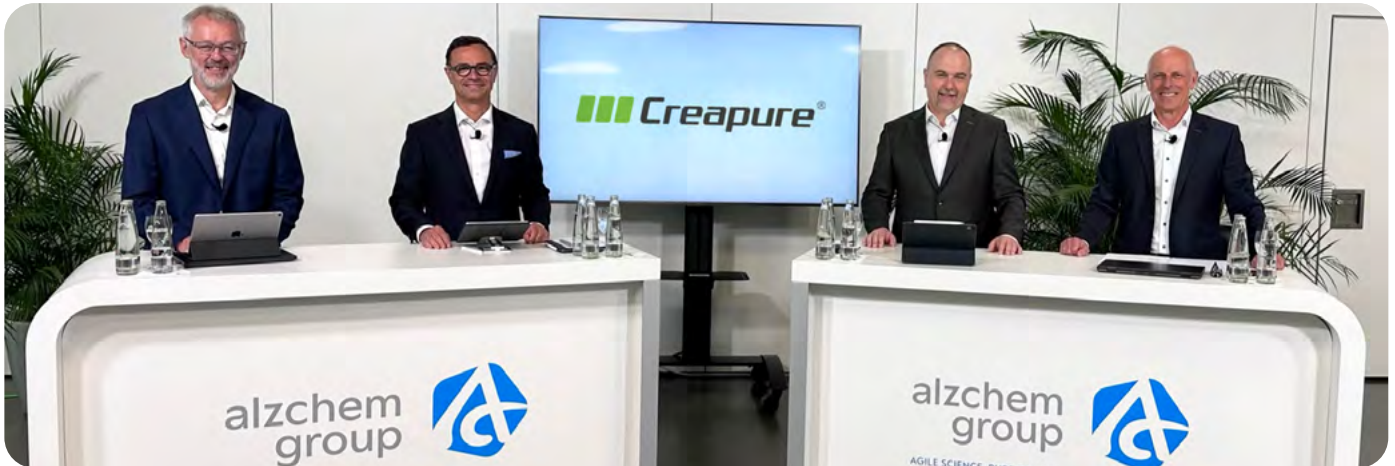 Creapure®
alzchem
group
alzchem
group
AGILE SCIENCE.